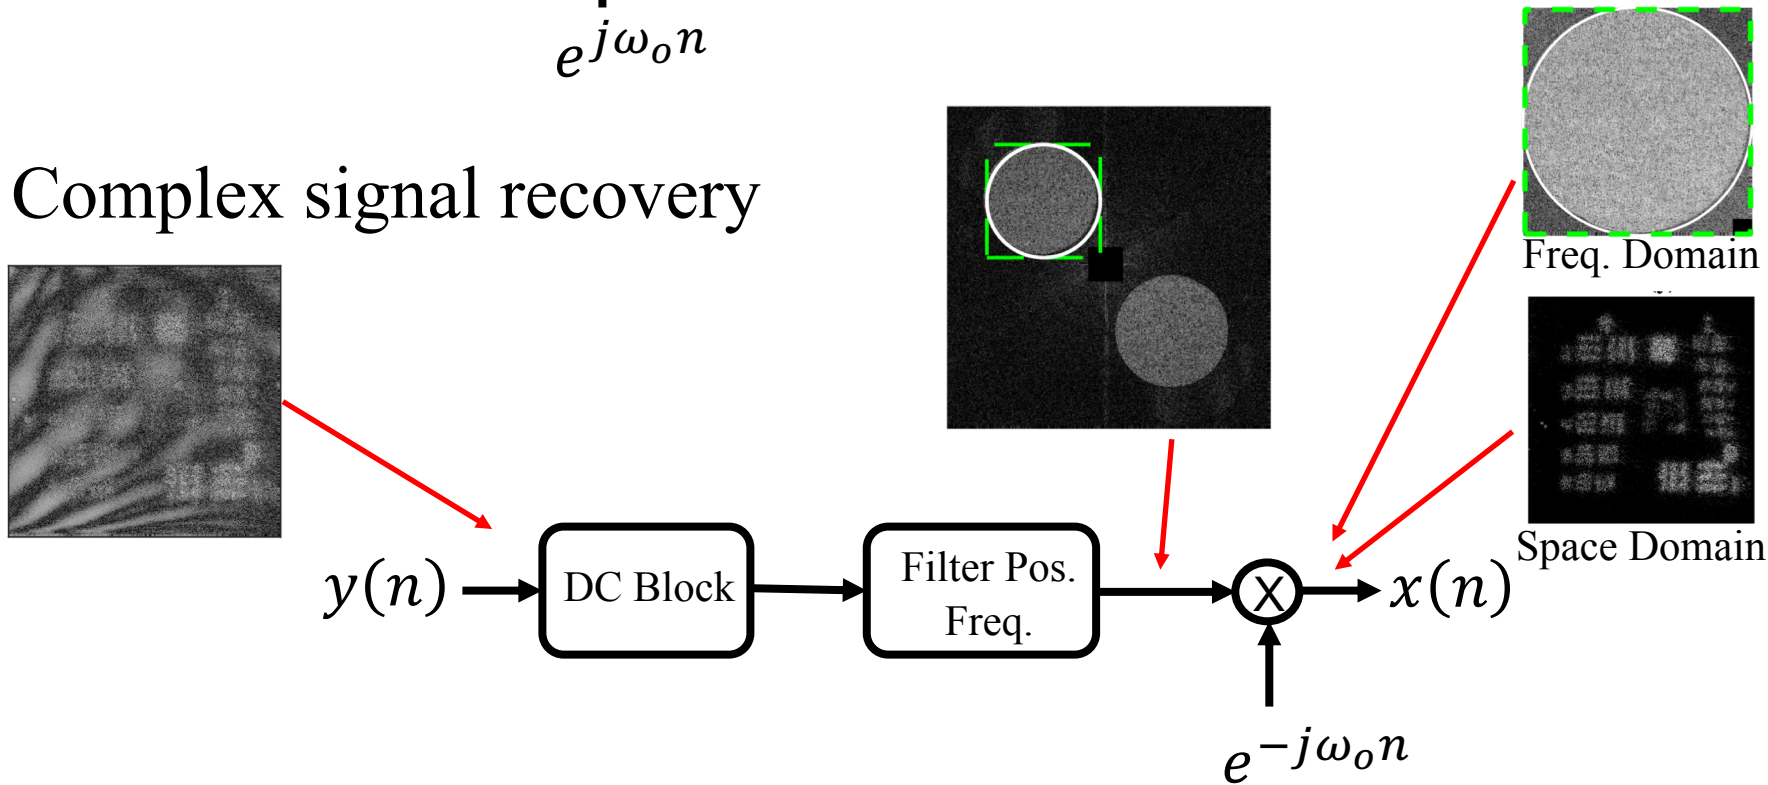 e^{jω_o n}
Complex signal recovery
Freq. Domain
Space Domain
y(n)
DC Block
Filter Pos.
Freq.
X
x(n)
e^{-jω_o n}